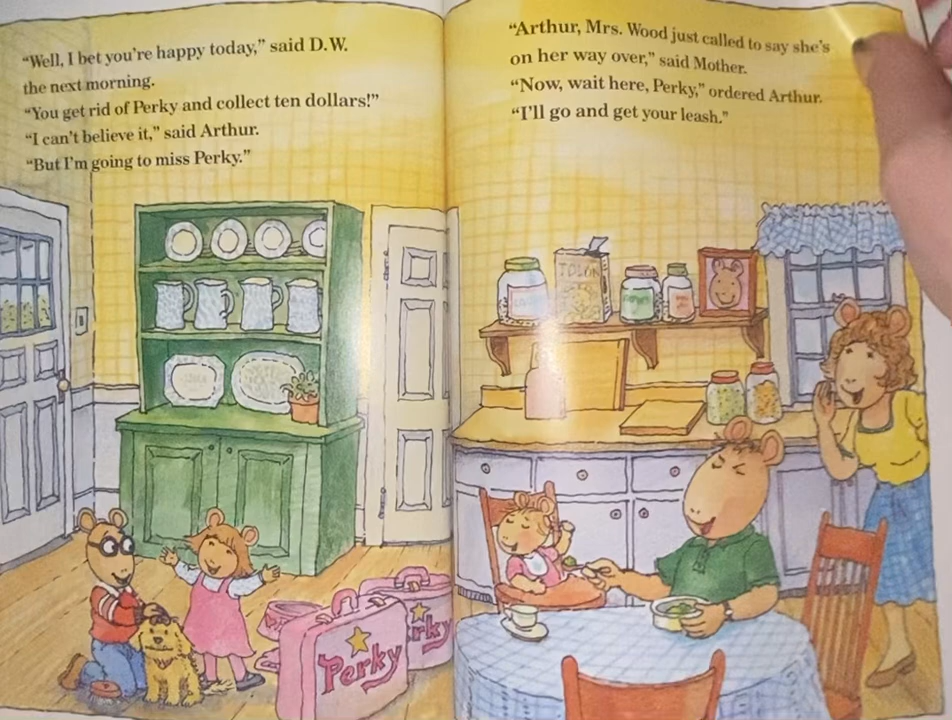 “Well, I bet you’re happy today,” said D.W.
the next morning.
“You get rid of Perky and collect ten dollars!”
“I can’t believe it,” said Arthur.
“But I’m going to miss Perky.”
“Arthur, Mrs. Wood just called to say she’s
on her way over,” said Mother.
“Now, wait here, Perky,” ordered Arthur.
“I’ll go and get your leash.”
Perky
rky